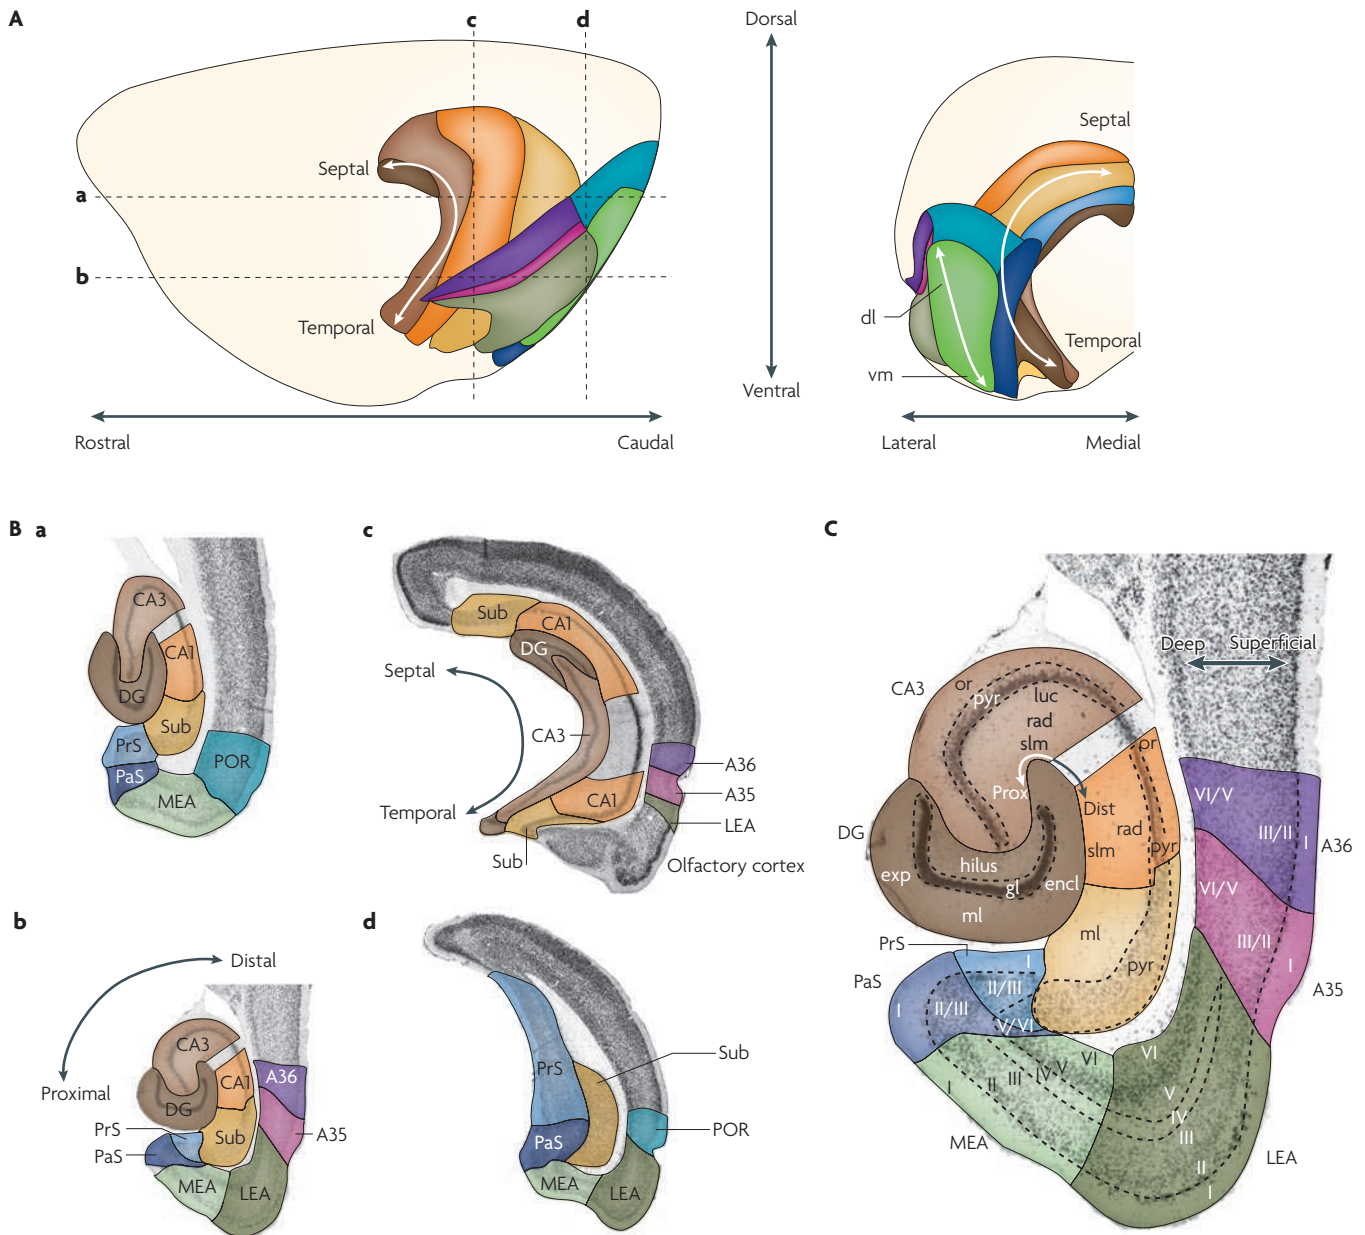 A
c
d
Septal
a
b
Temporal
Rostral
Caudal
Dorsal
Ventral
Septal
dl
Temporal
vm
Lateral
Medial
B
a
CA3
CA1
DG
Sub
PrS
PaS
POR
MEA
c
Sub
CA1
DG
Septal
CA3
A36
A35
Temporal
CA1
LEA
Sub
Olfactory cortex
b
Distal
CA3
A36
CA1
Proximal
DG
PrS
Sub
A35
PaS
MEA
LEA
d
PrS
Sub
PaS
POR
MEA
LEA
C
Deep
Superficial
CA3
or
pyr
luc
rad
slm
or
Prox
Dist
VI/V
III/II
I
A36
DG
rad
slm
pyr
hilus
exp
gl
encl
VI/V
ml
III/II
PrS
I
ml
pyr
I
A35
PaS
II/III
I
II/III
V/VI
VI
VI
I
II
III
IV
V
V
IV
III
MEA
II
LEA
I